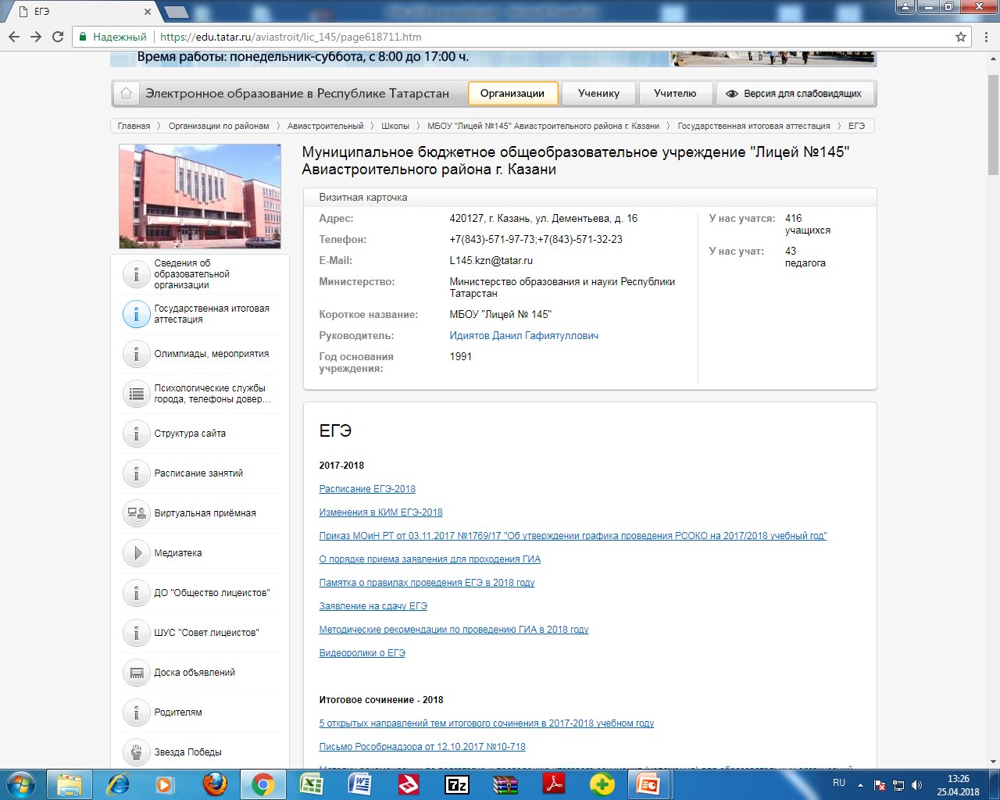 ЕГЭ
Надежный
https://edu.tatar.ru/aviastroit/lic_145/page618711.htm
Время работы: понедельник-суббота, с 8:00 до 17:00 ч.
Электронное образование в Республике Татарстан
Организации
Ученику
Учителю
Версия для слабовидящих
Главная
Организации по районам
Авиастроительный
Школы
МБОУ "Лицей №145" Авиастроительного района г. Казани
Государственная итоговая аттестация
ЕГЭ
Сведения об
образовательной
организации
Государственная итоговая
аттестация
Олимпиады, мероприятия
Психологические службы
города, телефоны довер...
Структура сайта
Расписание занятий
Виртуальная приёмная
Медиатека
ДО "Общество лицеистов"
ШУС "Совет лицеистов"
Доска объявлений
Родителям
Звезда Победы
Муниципальное бюджетное общеобразовательное учреждение "Лицей №145"
Авиастроительного района г. Казани
Визитная карточка
Адрес: 420127, г. Казань, ул. Дементьева, д. 16
Телефон: +7(843)-571-97-73;+7(843)-571-32-23
E-Mail: L145.kzn@tatar.ru
Министерство: Министерство образования и науки Республики
Татарстан
Короткое название: МБОУ "Лицей № 145"
Руководитель: Идиятов Данил Гафиятуллович
Год основания 1991
учреждения:
У нас учатся: 416
учащихся
У нас учат: 43
педагога
ЕГЭ
2017-2018
Расписание ЕГЭ-2018
Изменения в КИМ ЕГЭ-2018
Приказ МОиН РТ от 03.11.2017 №1769/17 "Об утверждении графика проведения РСОКО на 2017/2018 учебный год"
О порядке приема заявления для прохождения ГИА
Памятка о правилах проведения ЕГЭ в 2018 году
Заявление на сдачу ЕГЭ
Методические рекомендации по проведению ГИА в 2018 году
Видеоролики о ЕГЭ
Итоговое сочинение - 2018
5 открытых направлений тем итогового сочинения в 2017-2018 учебном году
Письмо Рособрнадзора от 12.10.2017 №10-718
7z
RU
13:26
25.04.2018